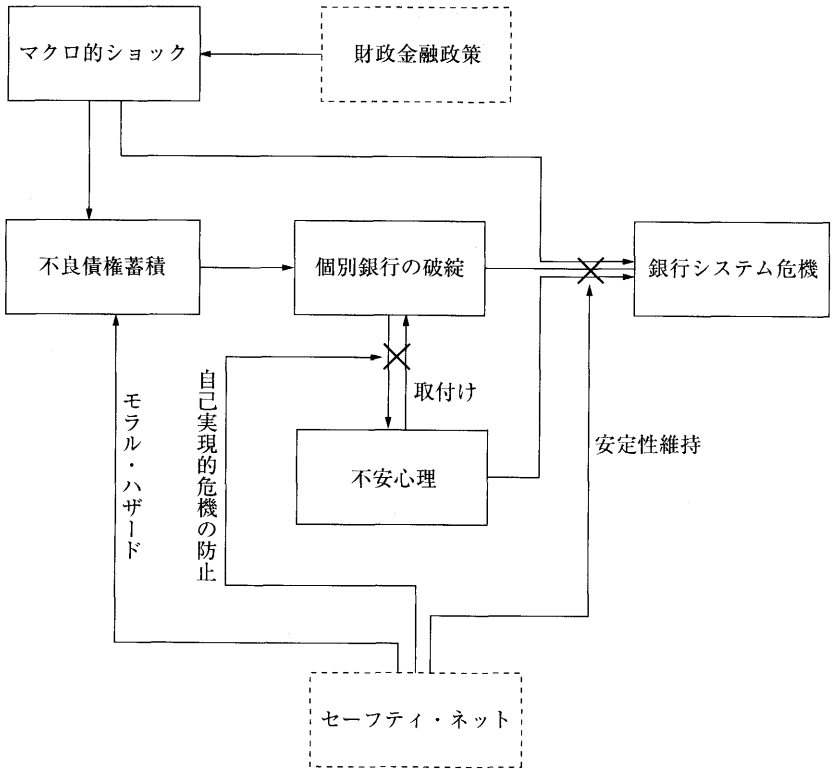 マクロ的ショック
財政金融政策
不良債権蓄積
個別銀行の破綻
銀行システム危機
取付け
自己実現的危機の防止
モラル・ハザード
不安心理
安定性維持
セーフティ・ネット